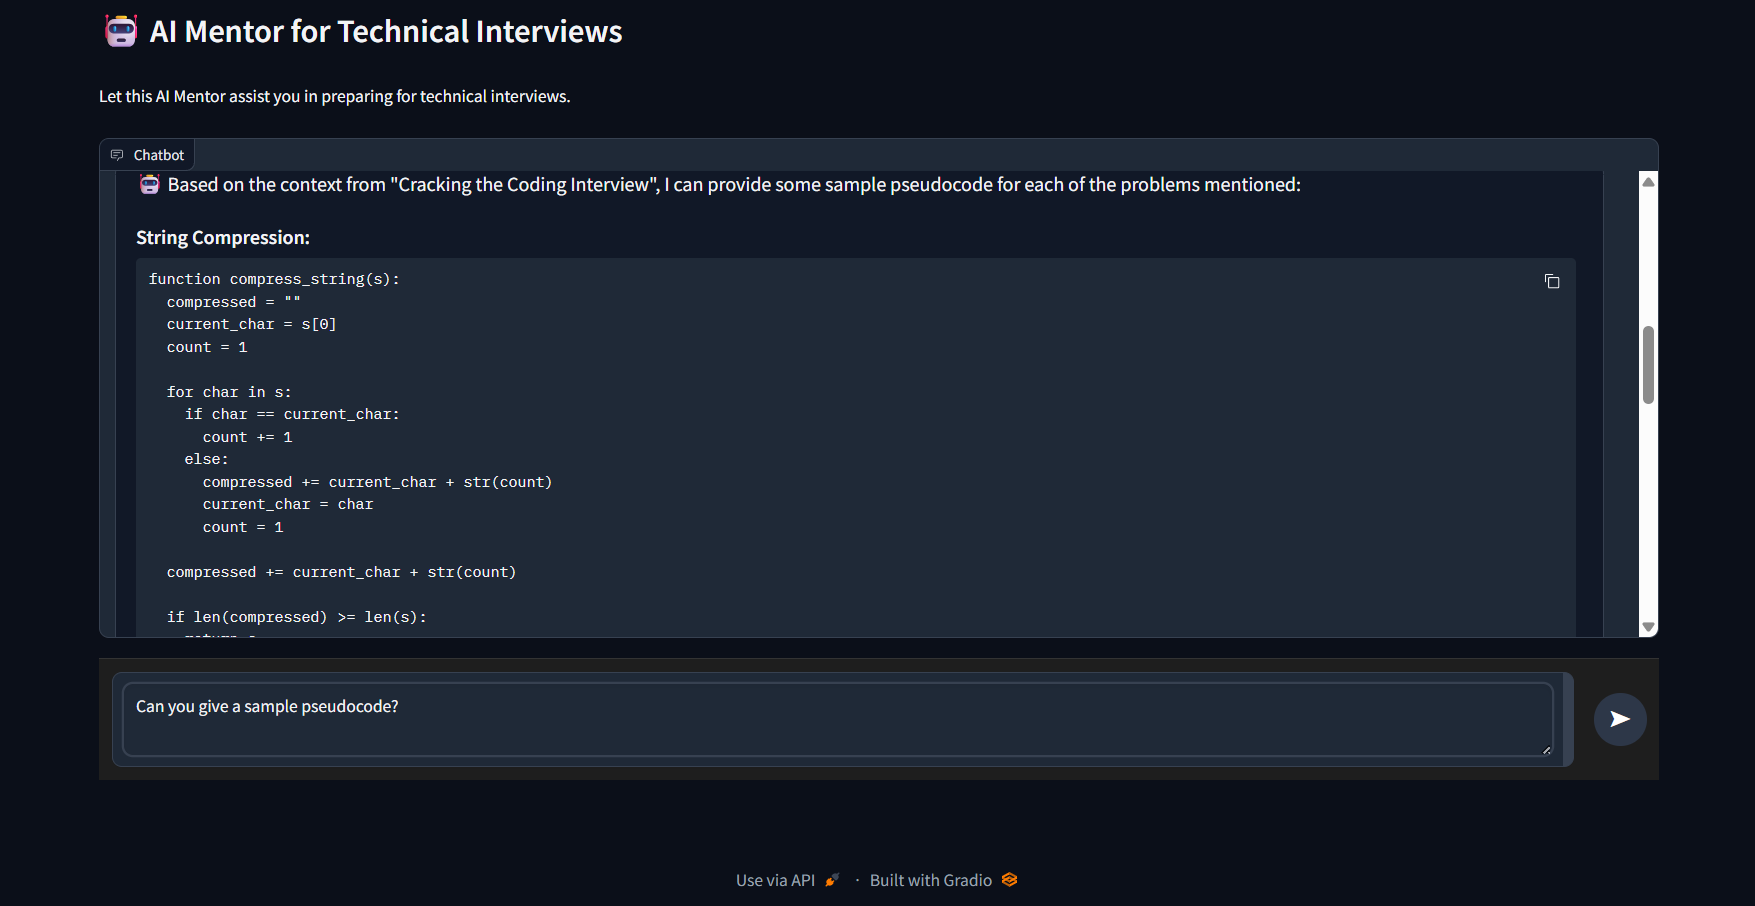 AI Mentor for Technical Interviews
Let this AI Mentor assist you in preparing for technical interviews.
Chatbot
Based on the context from "Cracking the Coding Interview", I can provide some sample pseudocode for each of the problems mentioned:
String Compression:
function compress_string(s):
  compressed = ""
  current_char = s[0]
  count = 1
  for char in s:
    if char == current_char:
      count += 1
    else:
      compressed += current_char + str(count)
      current_char = char
      count = 1
  compressed += current_char + str(count)
  if len(compressed) >= len(s):
Can you give a sample pseudocode?
Use via API · Built with Gradio